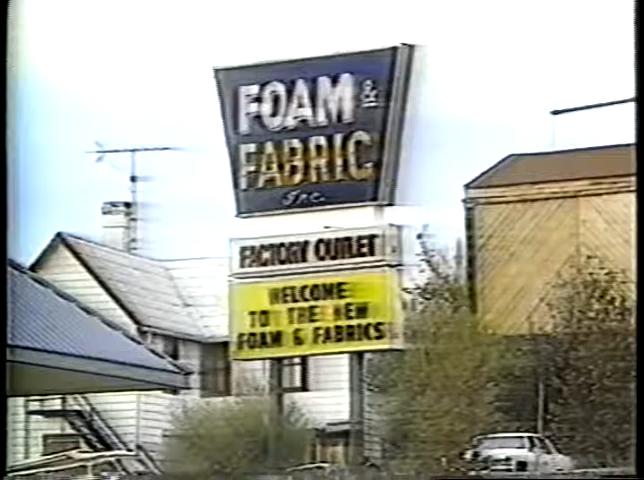 FOAM &
FABRIC
Inc.
FACTORY OUTLET
WELCOME
TO THE NEW
FOAM & FABRICS